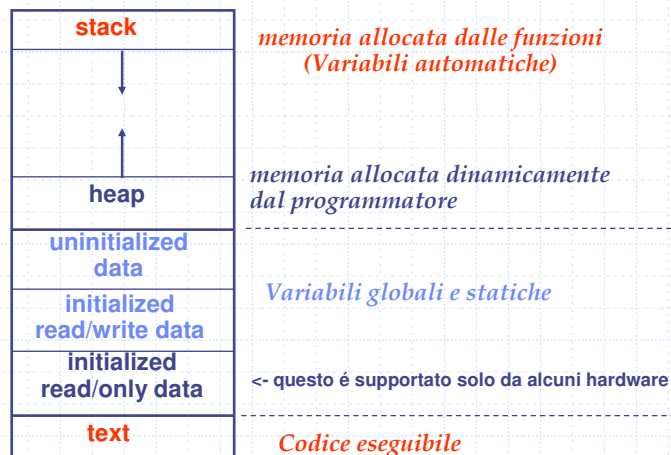 stack
memoria allocata dalle funzioni
(Variabili automatiche)
memoria allocata dinamicamente
dal programmatore
heap
uninitialized
data
Variabili globali e statiche
initialized
read/write data
initialized
read/only data
<- questo é supportato solo da alcuni hardware
text
Codice eseguibile